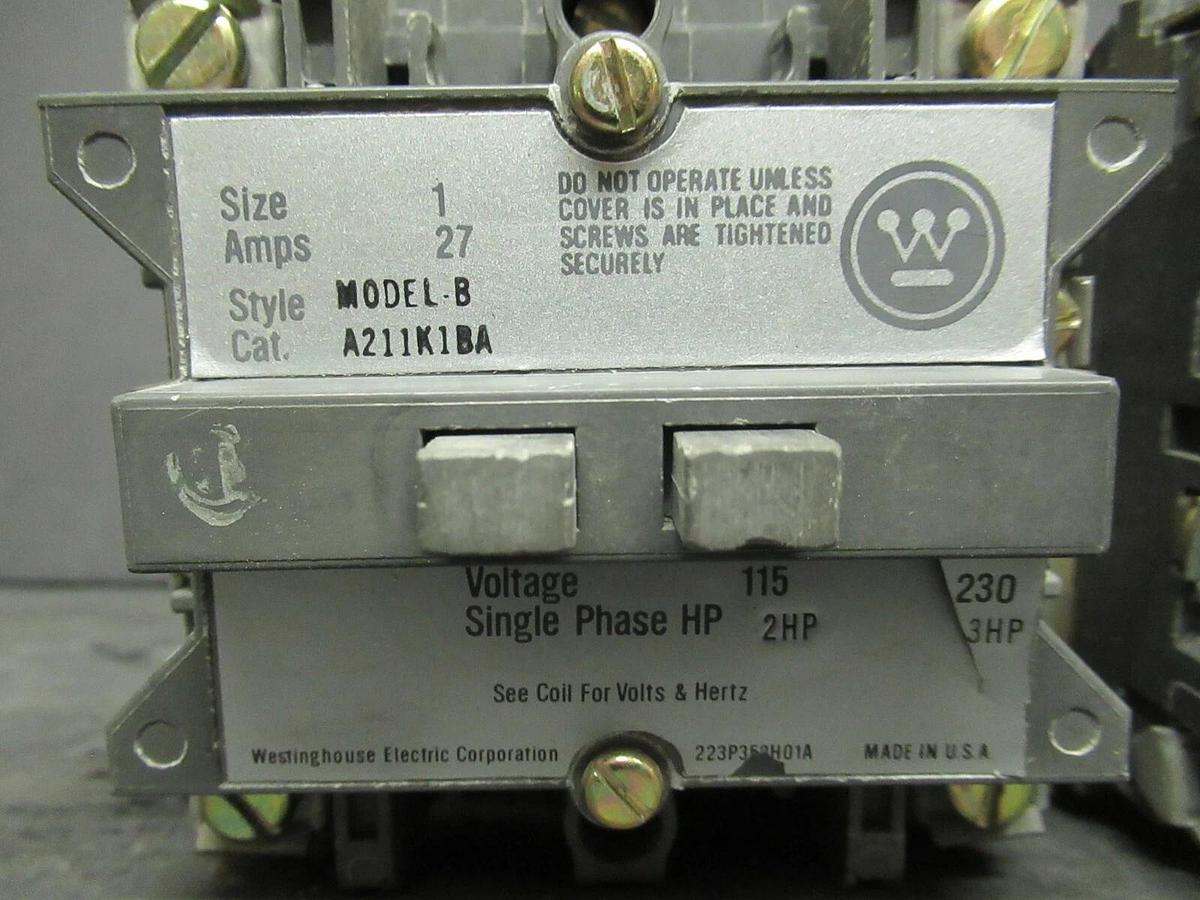 Size 1
Amps 27
Style MODEL-B
Cat. A211K1BA
DO NOT OPERATE UNLESS
COVER IS IN PLACE AND
SCREWS ARE TIGHTENED
SECURELY
W
Voltage 115 230
Single Phase HP 2HP 3HP
See Coil For Volts & Hertz
Westinghouse Electric Corporation MADE IN U.S.A.